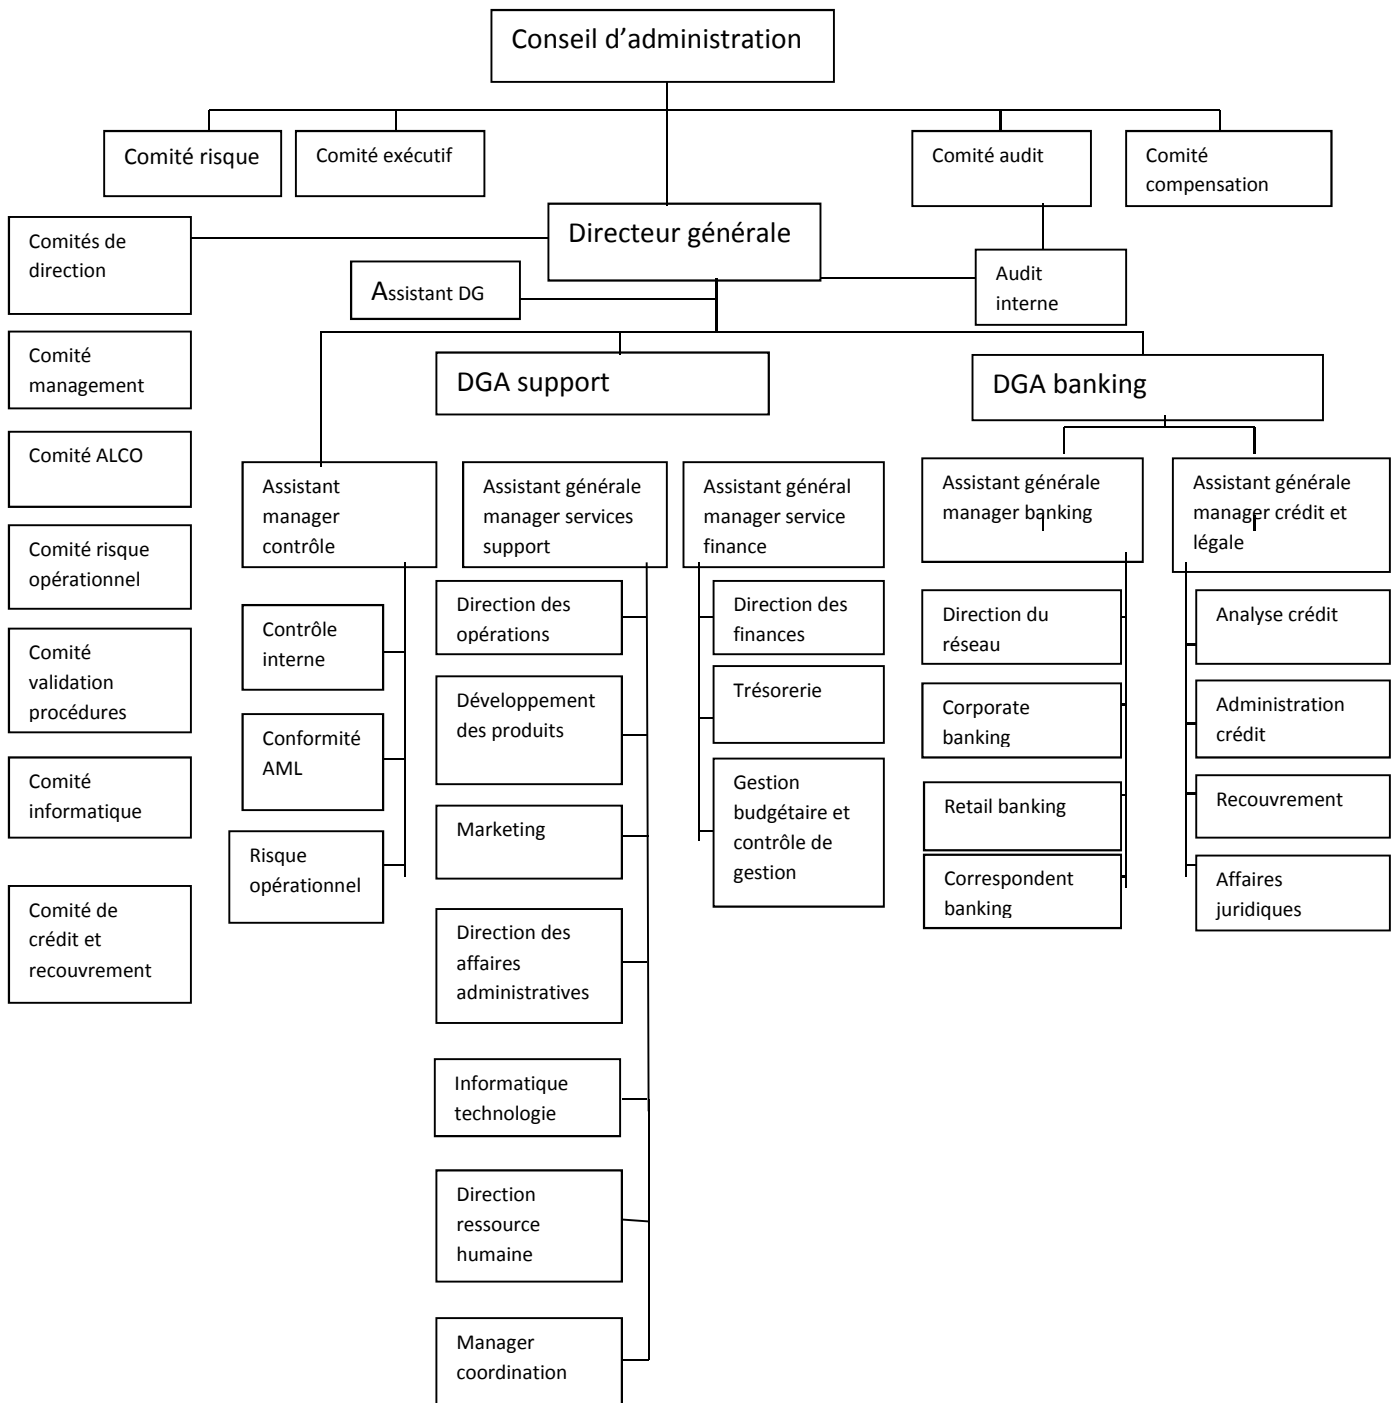 Conseil d’administration
Comité risque
Comité exécutif
Comité audit
Comité
compensation
Comités de
direction
Directeur générale
Assistant DG
Audit
interne
Comité
management
DGA support
DGA banking
Comité ALCO
Assistant
manager
contrôle
Assistant générale
manager services
support
Assistant général
manager service
finance
Assistant générale
manager banking
Assistant générale
manager crédit et
légale
Comité risque
opérationnel
Comité
validation
procédures
Comité
informatique
Comité de
crédit et
recouvrement
Contrôle
interne
Conformité
AML
Risque
opérationnel
Direction des
opérations
Développement
des produits
Marketing
Direction des
affaires
administratives
Informatique
technologie
Direction
ressource
humaine
Manager
coordination
Direction des
finances
Trésorerie
Gestion
budgétaire et
contrôle de
gestion
Direction du
réseau
Corporate
banking
Retail banking
Correspondent
banking
Analyse crédit
Administration
crédit
Recouvrement
Affaires
juridiques